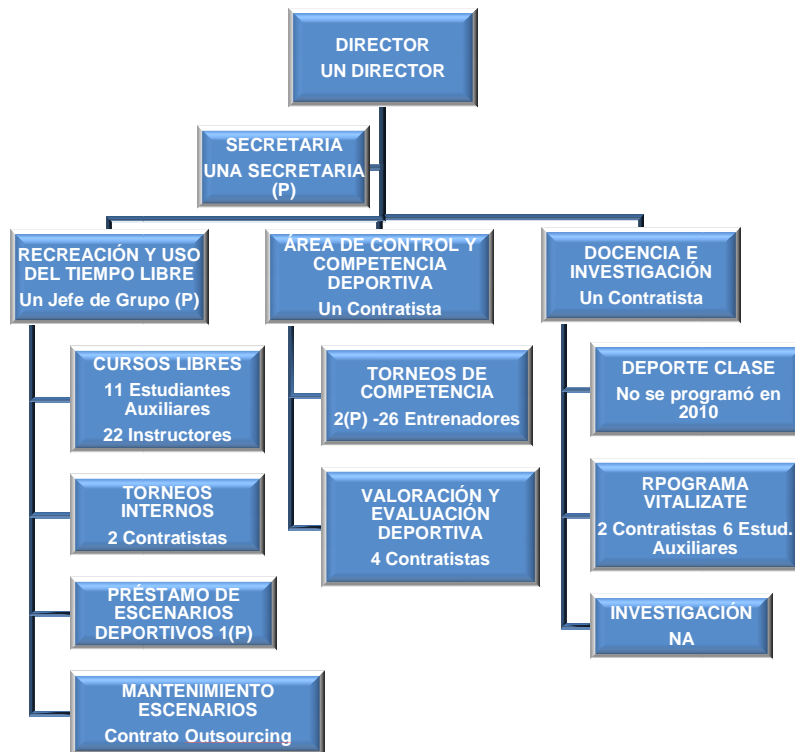 DIRECTOR
UN DIRECTOR
SECRETARIA
UNA SECRETARIA
(P)
RECREACIÓN Y USO
DEL TIEMPO LIBRE
Un Jefe de Grupo (P)
CURSOS LIBRES
11 Estudiantes
Auxiliares
22 Instructores
TORNEOS
INTERNOS
2 Contratistas
PRÉSTAMO DE
ESCENARIOS
DEPORTIVOS 1(P)
MANTENIMIENTO
ESCENARIOS
Contrato Outsourcing
ÁREA DE CONTROL Y
COMPETENCIA
DEPORTIVA
Un Contratista
TORNEOS DE
COMPETENCIA
2(P) -26 Entrenadores
VALORACIÓN Y
EVALUACIÓN
DEPORTIVA
4 Contratistas
DOCENCIA E
INVESTIGACIÓN
Un Contratista
DEPORTE CLASE
No se programó en
2010
RPOGRAMA
VITALIZATE
2 Contratistas 6 Estud.
Auxiliares
INVESTIGACIÓN
NA